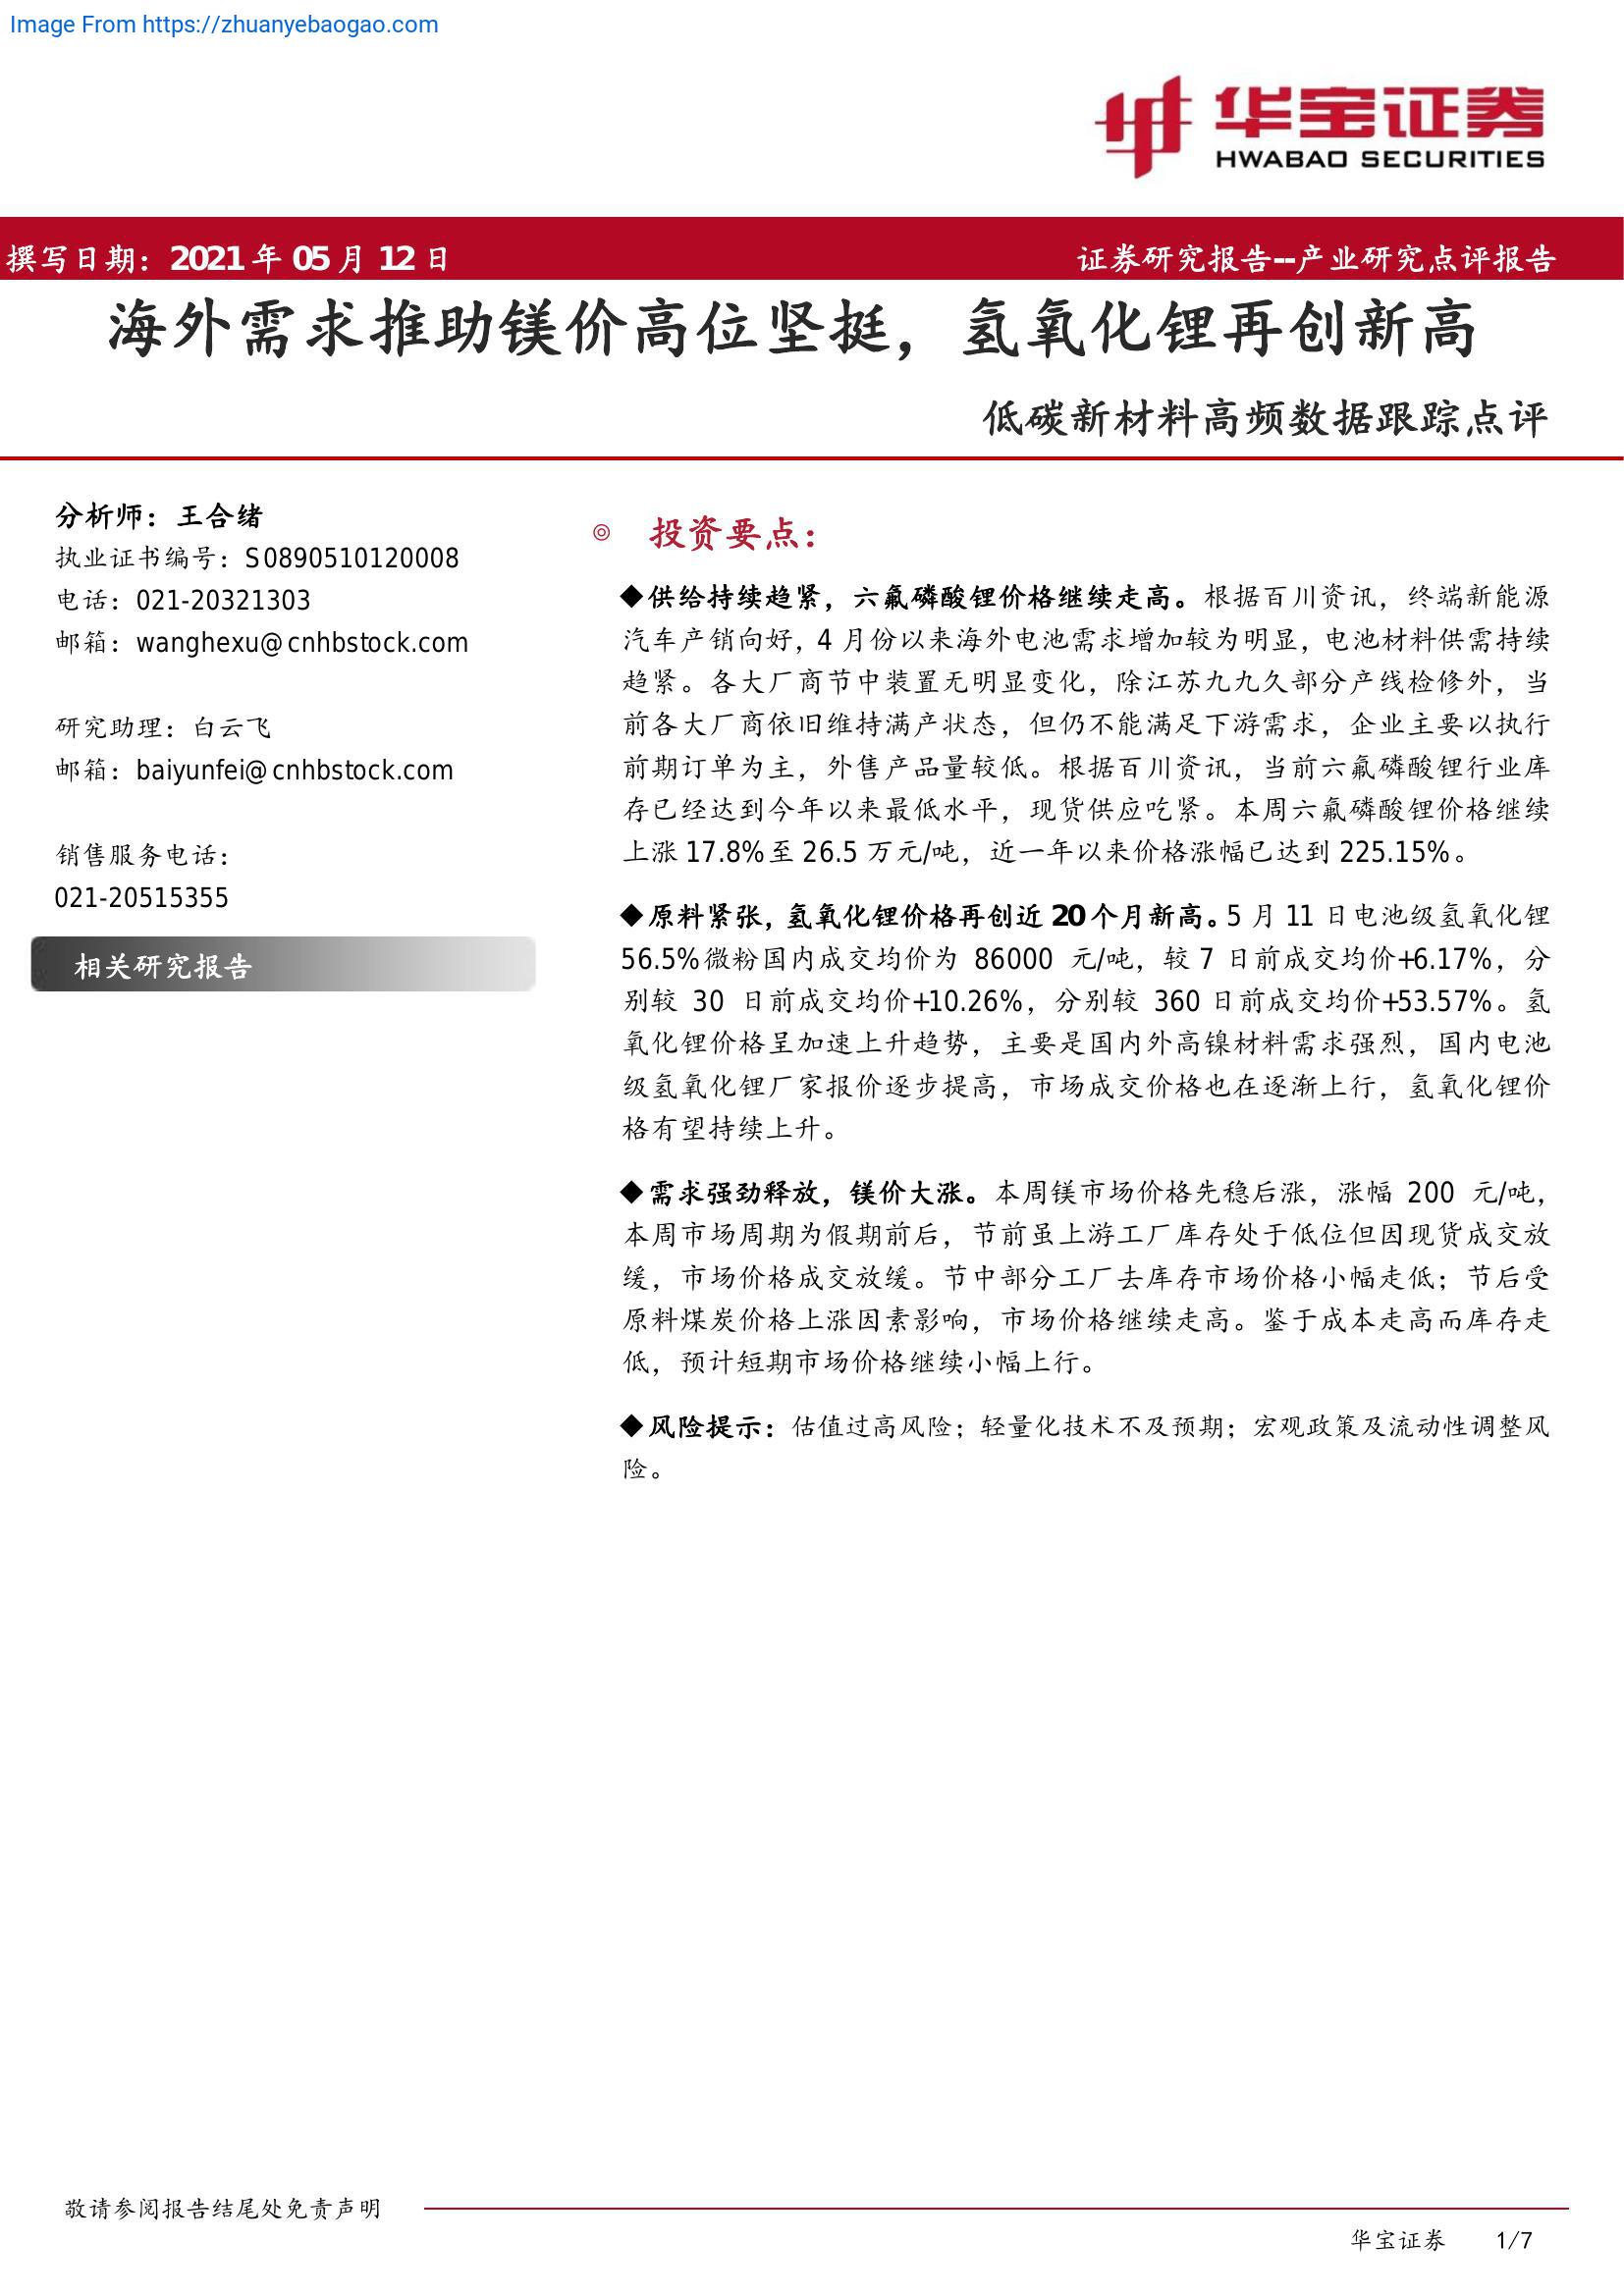 Image From https://zhuanyebaogao.com
华宝证券
HWABAO SECURITIES
撰写日期：2021 年 05 月 12 日
证券研究报告--产业研究点评报告
海外需求推助镁价高位坚挺，氢氧化锂再创新高
低碳新材料高频数据跟踪点评
分析师：王合绪
执业证书编号：S0890510120008
电话：021-20321303
邮箱：wanghexu@cnhbstock.com
研究助理：白云飞
邮箱：baiyunfei@cnhbstock.com
销售服务电话：
021-20515355
相关研究报告
◎ 投资要点：
◆供给持续趋紧，六氟磷酸锂价格继续走高。根据百川资讯，终端新能源
汽车产销向好，4 月份以来海外电池需求增加较为明显，电池材料供需持续
趋紧。各大厂商节中装置无明显变化，除江苏九九久部分产线检修外，当
前各大厂商依旧维持满产状态，但仍不能满足下游需求，企业主要以执行
前期订单为主，外售产品量较低。根据百川资讯，当前六氟磷酸锂行业库
存已经达到今年以来最低水平，现货供应吃紧。本周六氟磷酸锂价格继续
上涨 17.8%至 26.5 万元/吨，近一年以来价格涨幅已达到 225.15%。
◆原料紧张，氢氧化锂价格再创近 20 个月新高。5 月 11 日电池级氢氧化锂
56.5%微粉国内成交均价为 86000 元/吨，较 7 日前成交均价+6.17%，分
别较 30 日前成交均价+10.26%，分别较 360 日前成交均价+53.57%。氢
氧化锂价格呈加速上升趋势，主要是国内外高镍材料需求强烈，国内电池
级氢氧化锂厂家报价逐步提高，市场成交价格也在逐渐上行，氢氧化锂价
格有望持续上升。
◆需求强劲释放，镁价大涨。本周镁市场价格先稳后涨，涨幅 200 元/吨，
本周市场周期为假期前后，节前虽上游工厂库存处于低位但因现货成交放
缓，市场价格成交放缓。节中部分工厂去库存市场价格小幅走低；节后受
原料煤炭价格上涨因素影响，市场价格继续走高。鉴于成本走高而库存走
低，预计短期市场价格继续小幅上行。
◆风险提示：估值过高风险；轻量化技术不及预期；宏观政策及流动性调整风
险。
敬请参阅报告结尾处免责声明
华宝证券 1/7